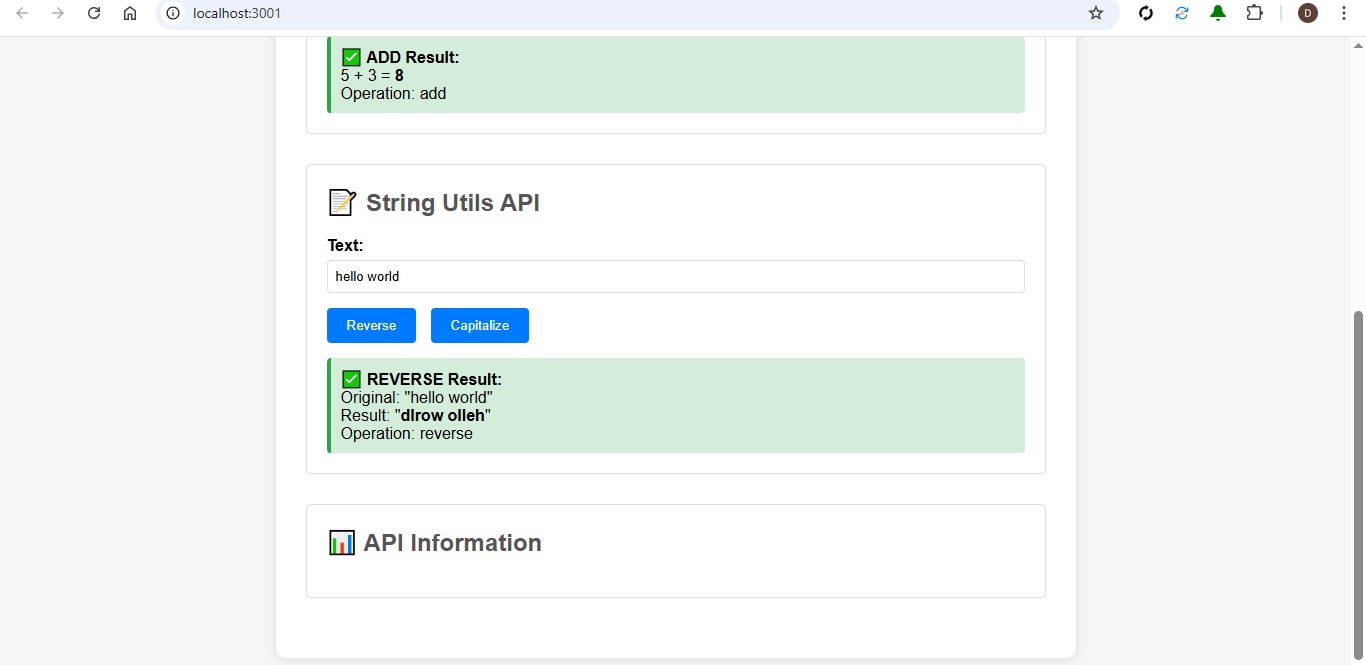 localhost:3001
D
✅ ADD Result:
5 + 3 = 8
Operation: add
📝 String Utils API
Text:
hello world
Reverse Capitalize
✅ REVERSE Result:
Original: "hello world"
Result: "dlrow olleh"
Operation: reverse
📊 API Information